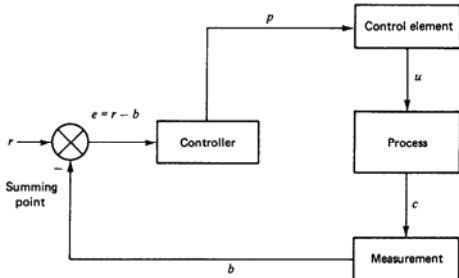 p
Control element
u
e = r − b
r
Controller
Process
−
Summing
point
c
b
Measurement